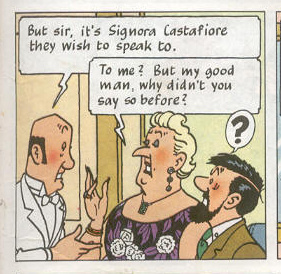 But sir, it's Signora Castafiore
they wish to speak to.
To me? But my good
man, why didn't you
say so before?
?